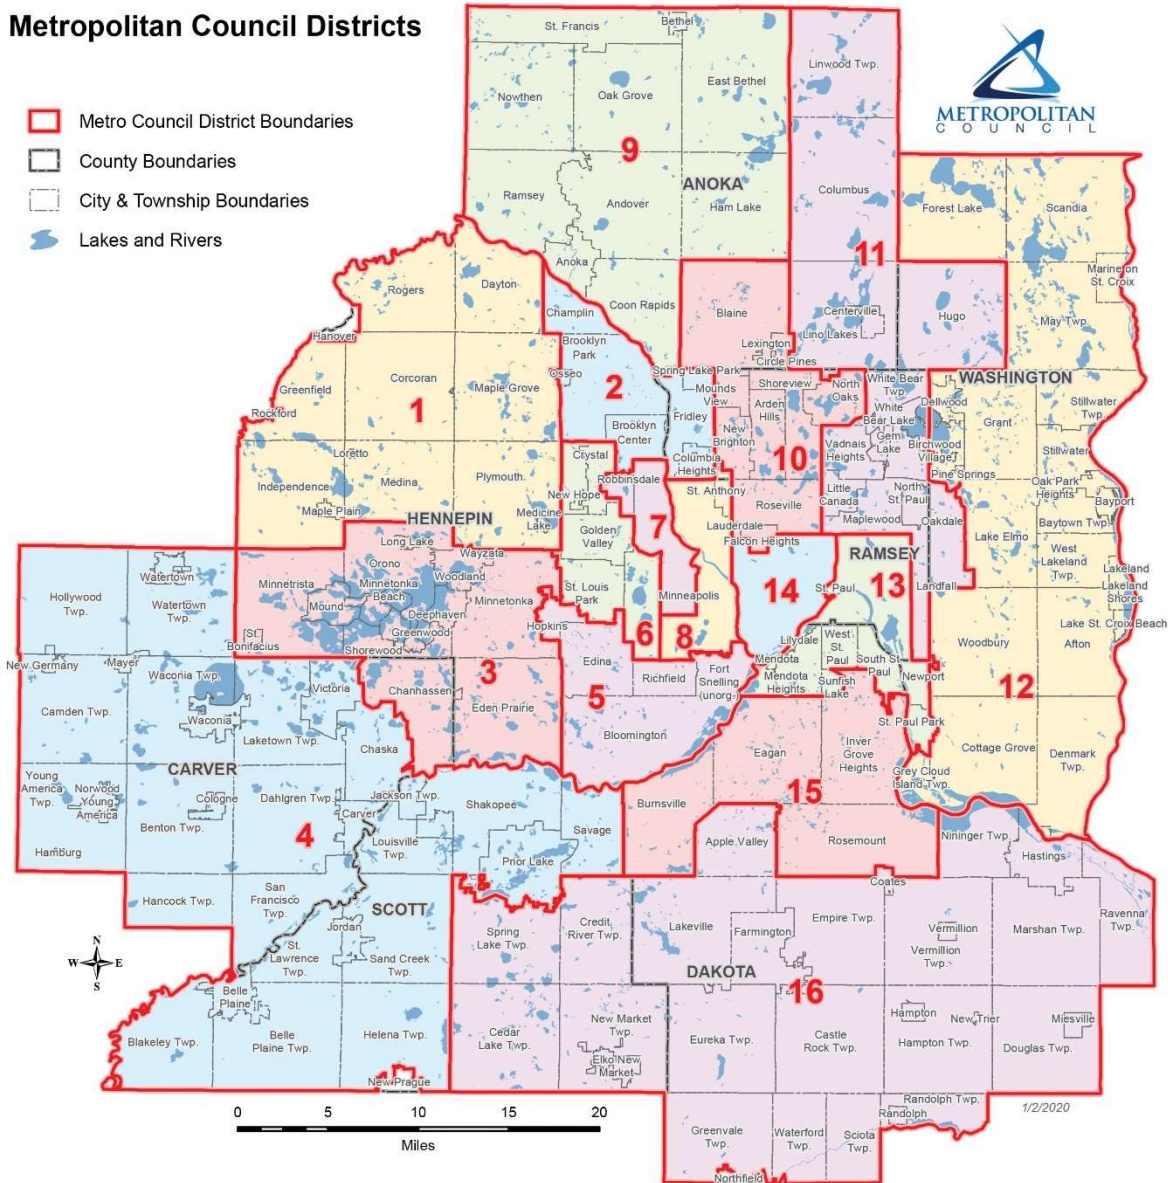 Metropolitan Council Districts
Metro Council District Boundaries
County Boundaries
City & Township Boundaries
Lakes and Rivers
METROPOLITAN
COUNCIL
St. Francis
Bethel
Linwood Twp.
Nowthen
Oak Grove
East Bethel
9
ANOKA
Ramsey
Andover
Ham Lake
Columbus
Forest Lake
Scandia
11
Anoka
Marine on
St. Croix
Rogers
Dayton
Coon Rapids
Champlin
Blaine
Centerville
Lino Lakes
Hugo
May Twp.
Hanover
Brooklyn
Park
Lexington
Circle Pines
Osseo
2
Spring Lake Park
Mounds
View
Shoreview
North
Oaks
White Bear
Twp.
WASHINGTON
Greenfield
Corcoran
Maple Grove
1
Rockford
Fridley
Arden
Hills
White
Bear Lake
Dellwood
Grant
Stillwater
Twp.
Brooklyn
Center
New
Brighton
Gem
Lake
Birchwood
Village
Vadnais
Heights
Stillwater
Loretto
Crystal
Columbia
Heights
10
Pine Springs
Independence
Medina
Plymouth
Robbinsdale
St. Anthony
Roseville
Little
Canada
North
St. Paul
Oak Park
Heights
Bayport
Maple Plain
New Hope
Medicine
Lake
7
Lauderdale
Falcon Heights
Maplewood
Oakdale
Baytown Twp.
HENNEPIN
Golden
Valley
RAMSEY
Lake Elmo
West
Lakeland
Twp.
Long Lake
Wayzata
Orono
Minnetonka
Beach
Woodland
Minnetrista
Minnetonka
St. Louis
Park
Minneapolis
14
St. Paul
13
Landfall
Lakeland
Lakeland
Shores
Lake St. Croix Beach
Watertown
Hollywood
Twp.
Watertown
Twp.
Mound
Deephaven
Greenwood
Shorewood
Hopkins
6
8
Lilydale
West
St.
Paul
South St.
Paul
Woodbury
Afton
St.
Bonifacius
New Germany
Mayer
Waconia Twp.
Victoria
Chanhassen
3
Eden Prairie
Edina
5
Richfield
Fort
Snelling
(unorg.)
Mendota
Mendota
Heights
Sunfish
Lake
Newport
12
Camden Twp.
Waconia
Laketown Twp.
Chaska
Bloomington
St. Paul Park
Cottage Grove
Denmark
Twp.
Eagan
Inver
Grove
Heights
CARVER
Young
America
Twp.
Norwood
Young
America
Cologne
Dahlgren Twp.
Jackson Twp.
Carver
Shakopee
Grey Cloud
Island Twp.
Burnsville
15
Benton Twp.
4
Louisville
Twp.
Savage
Prior Lake
Apple Valley
Rosemount
Nininger Twp.
Hastings
Hamburg
Hancock Twp.
San
Francisco
Twp.
SCOTT
Coates
Jordan
Spring
Lake Twp.
Credit
River Twp.
Lakeville
Farmington
Empire Twp.
Vermillion
Vermillion
Twp.
Marshan Twp.
Ravenna
Twp.
N
W E
S
St.
Lawrence
Twp.
Sand Creek
Twp.
DAKOTA
16
Belle
Plaine
Blakeley Twp.
Belle
Plaine Twp.
Helena Twp.
Cedar
Lake Twp.
New Market
Twp.
Elko New
Market
Eureka Twp.
Castle
Rock Twp.
Hampton
Hampton Twp.
New Trier
Miesville
Douglas Twp.
New Prague
Randolph Twp.
Randolph
1/2/2020
0 5 10 15 20
Miles
Greenvale
Twp.
Waterford
Twp.
Sciota
Twp.
Northfield